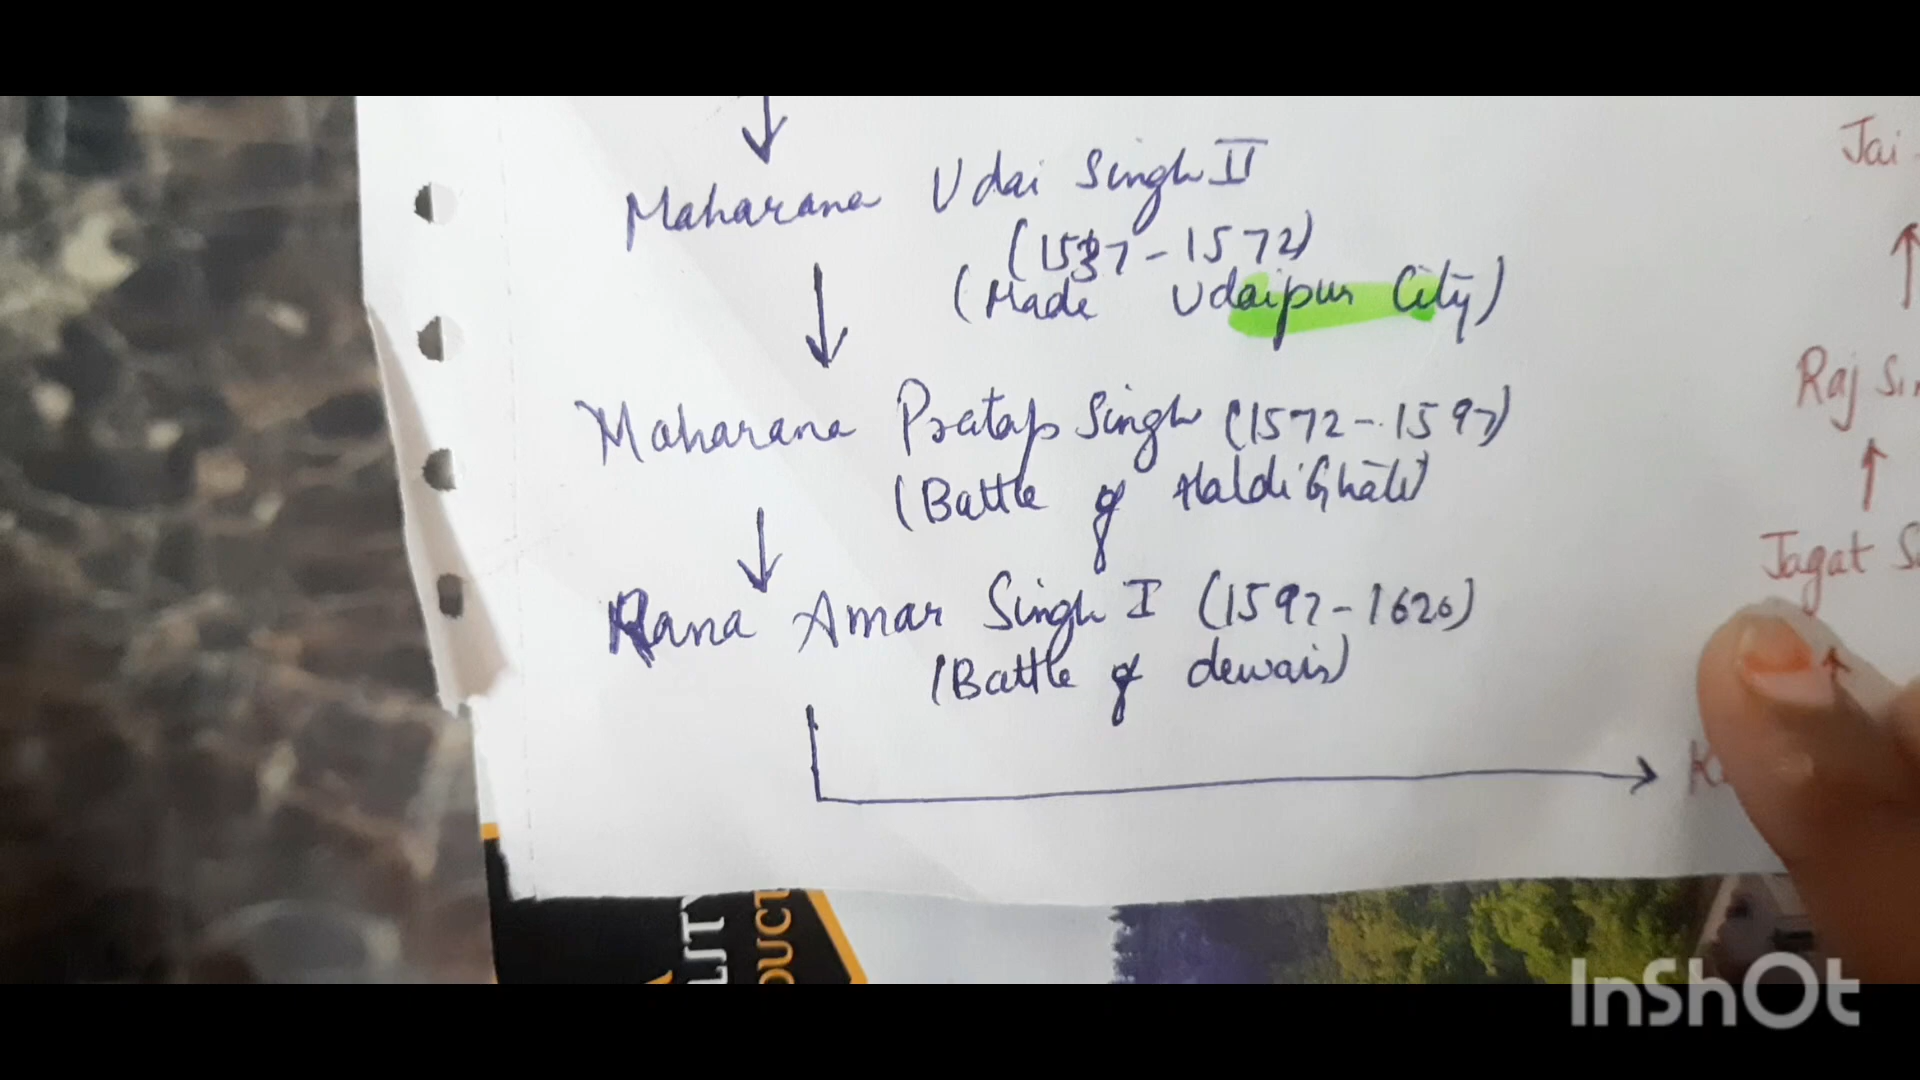 Maharana Udai Singh II
(1537-1572)
(Made Udaipur City)
Maharana Pratap Singh (1572-1597)
(Battle of Haldi Ghati)
Rana Amar Singh I (1597-1620)
(Battle of dewair)
Jai
Raj
Jagat
DUCT
InShOt